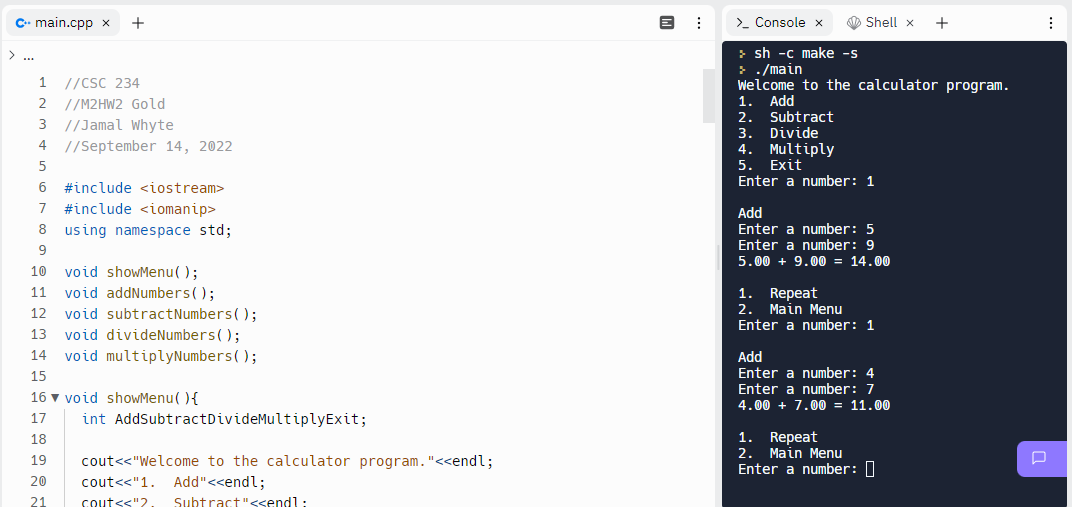 main.cpp × +
...
1 //CSC 234
2 //M2HW2 Gold
3 //Jamal Whyte
4 //September 14, 2022
5
6 #include <iostream>
7 #include <iomanip>
8 using namespace std;
9
10 void showMenu();
11 void addNumbers();
12 void subtractNumbers();
13 void divideNumbers();
14 void multiplyNumbers();
15
16 void showMenu(){
17 int AddSubtractDivideMultiplyExit;
18
19 cout<<"Welcome to the calculator program."<<endl;
20 cout<<"1.  Add"<<endl;
21 cout<<"2.  Subtract"<<endl;
>_ Console × Shell × +
sh -c make -s
./main
Welcome to the calculator program.
1.  Add
2.  Subtract
3.  Divide
4.  Multiply
5.  Exit
Enter a number: 1
Add
Enter a number: 5
Enter a number: 9
5.00 + 9.00 = 14.00
1.  Repeat
2.  Main Menu
Enter a number: 1
Add
Enter a number: 4
Enter a number: 7
4.00 + 7.00 = 11.00
1.  Repeat
2.  Main Menu
Enter a number: